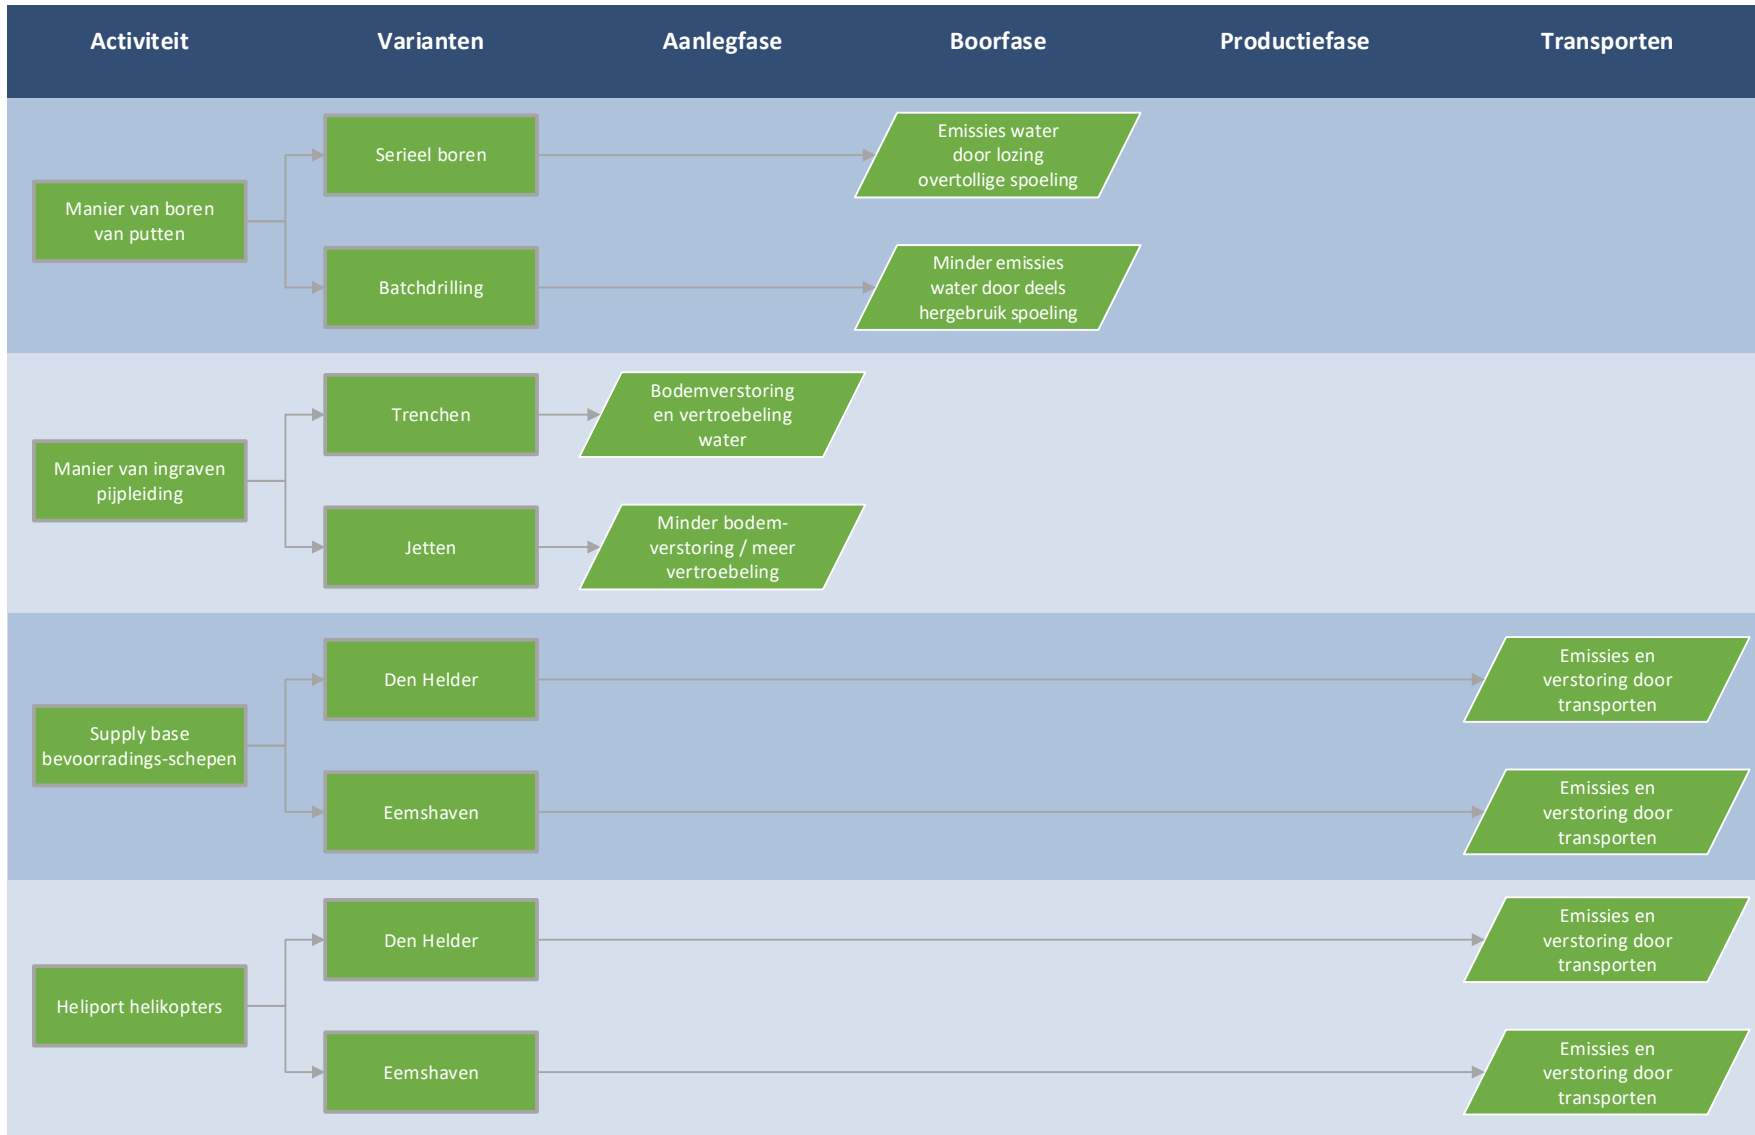 Activiteit
Varianten
Aanlegfase
Boorfase
Productiefase
Transporten
Manier van boren
van putten
Serieel boren
Emissies water
door lozing
overtollige spoeling
Batchdrilling
Minder emissies
water door deels
hergebruik spoeling
Manier van ingraven
pijpleiding
Trenchen
Bodemverstoring
en vertroebeling
water
Jetten
Minder bodem-
verstoring / meer
vertroebeling
Supply base
bevoorradings-schepen
Den Helder
Emissies en
verstoring door
transporten
Eemshaven
Emissies en
verstoring door
transporten
Heliport helikopters
Den Helder
Emissies en
verstoring door
transporten
Eemshaven
Emissies en
verstoring door
transporten